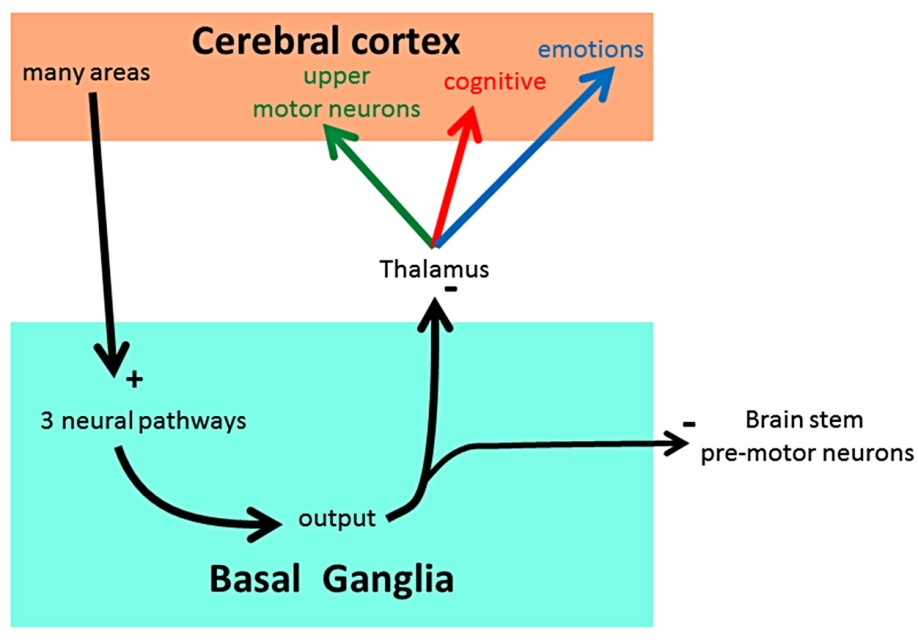 Cerebral cortex
many areas
upper
motor neurons
cognitive
emotions
Thalamus
-
+
3 neural pathways
-
Brain stem
pre-motor neurons
output
Basal Ganglia